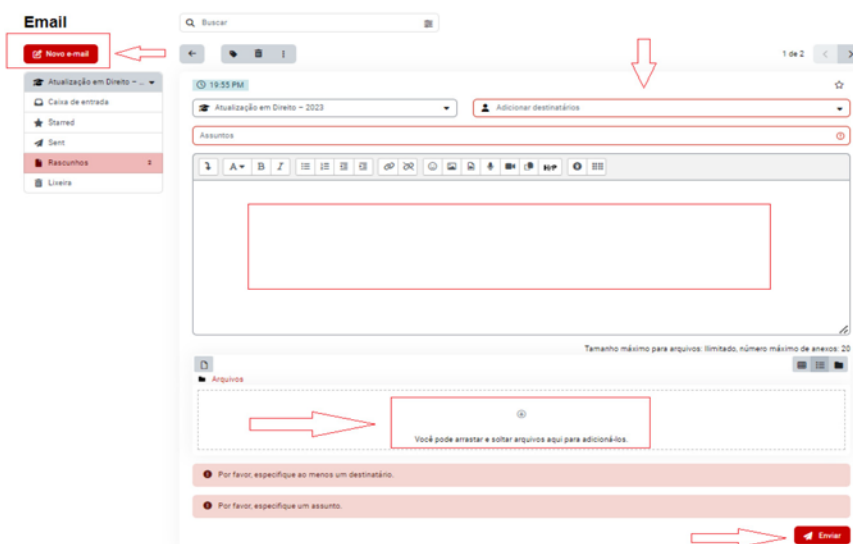 Email
Buscar
Novo e-mail
1 de 2
Atualização em Direito – ...
19:55 PM
Caixa de entrada
Atualização em Direito – 2023
Adicionar destinatários
Starred
Assuntos
Sent
Rascunhos 2
Lixeira
Tamanho máximo para arquivos: Ilimitado, número máximo de anexos: 20
Arquivos
Você pode arrastar e soltar arquivos aqui para adicioná-los.
Por favor, especifique ao menos um destinatário.
Por favor, especifique um assunto.
Enviar